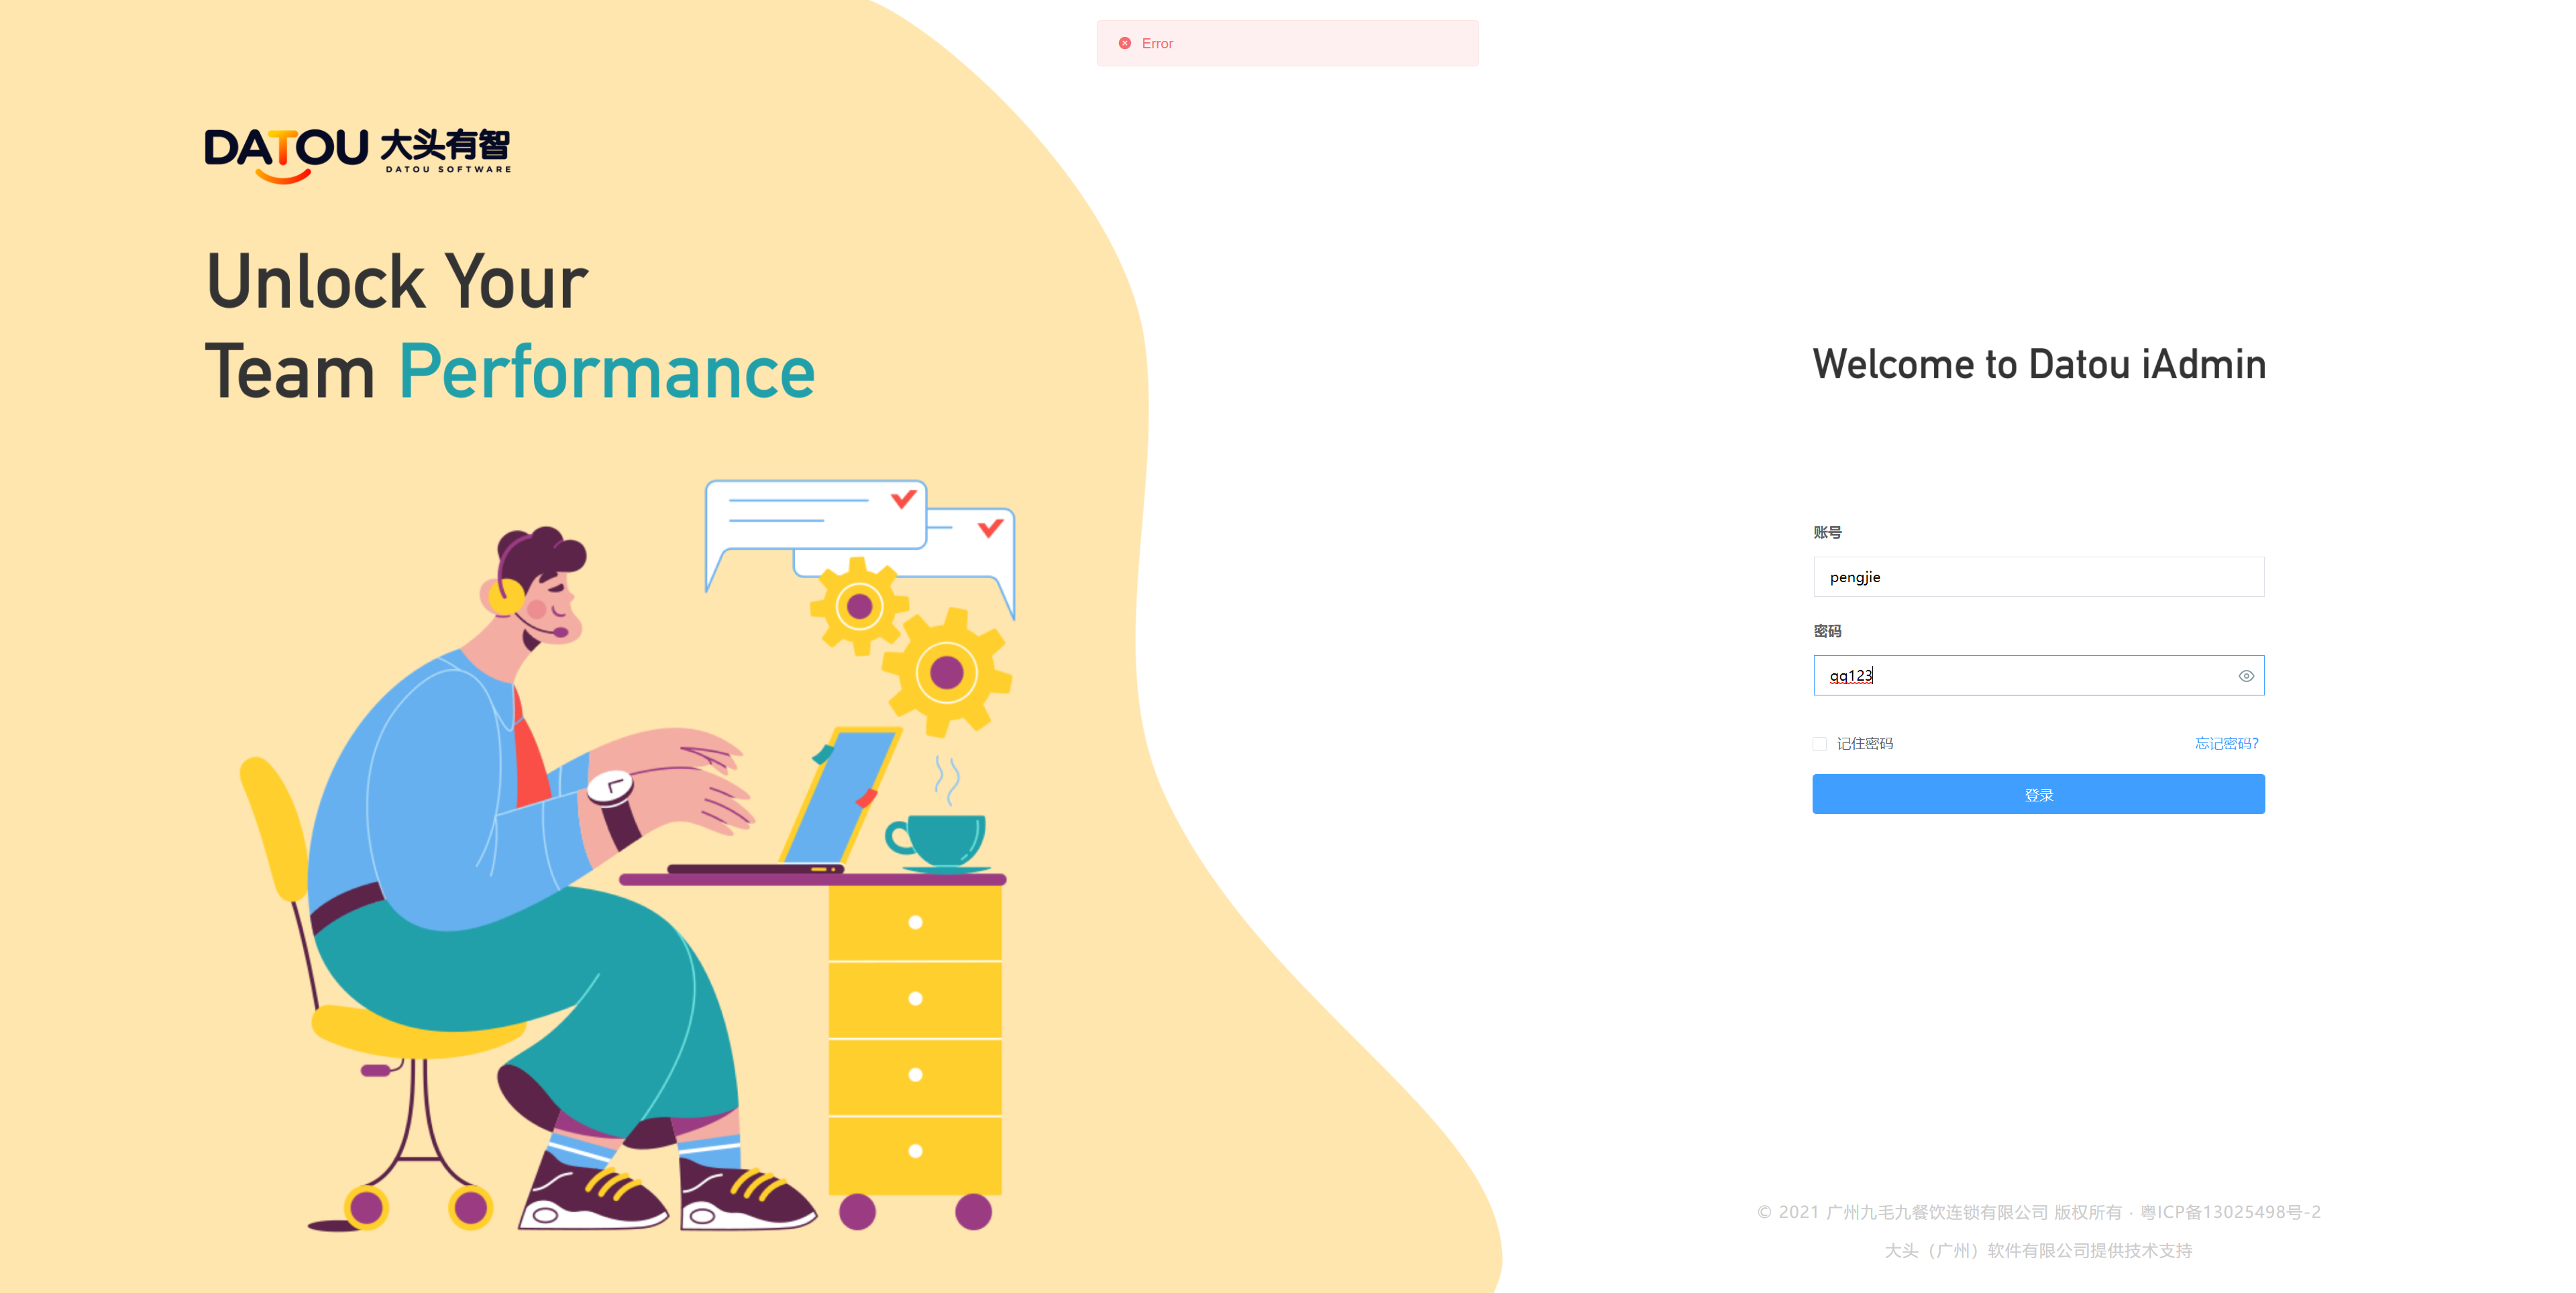 Error
DATOU 大头有智
DATOU SOFTWARE
Unlock Your
Team Performance
Welcome to Datou iAdmin
账号
pengjie
密码
qq123
记住密码 忘记密码?
登录
© 2021 广州九毛九餐饮连锁有限公司 版权所有 · 粤ICP备13025498号-2
大头（广州）软件有限公司提供技术支持